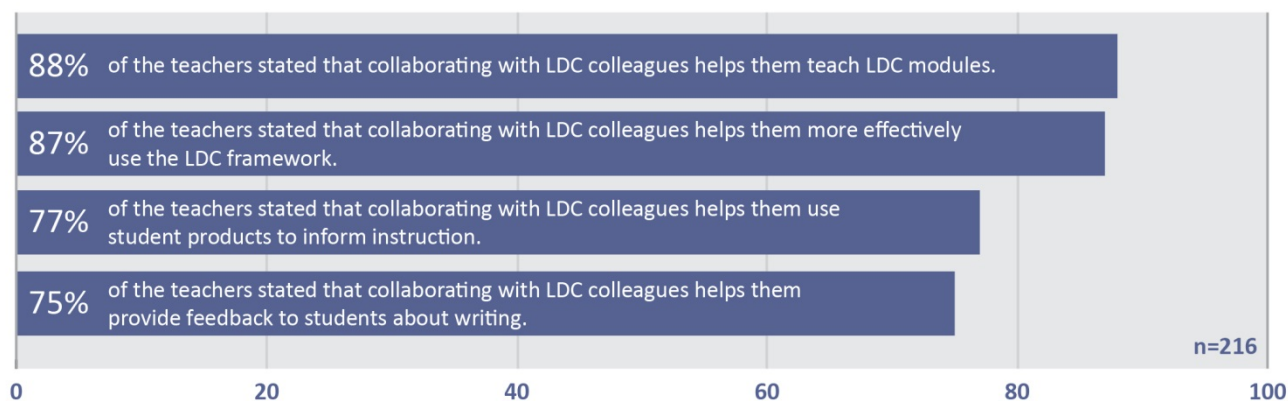 88% of the teachers stated that collaborating with LDC colleagues helps them teach LDC modules.
87% of the teachers stated that collaborating with LDC colleagues helps them more effectively
use the LDC framework.
77% of the teachers stated that collaborating with LDC colleagues helps them use
student products to inform instruction.
75% of the teachers stated that collaborating with LDC colleagues helps them
provide feedback to students about writing.
n=216
0 20 40 60 80 100